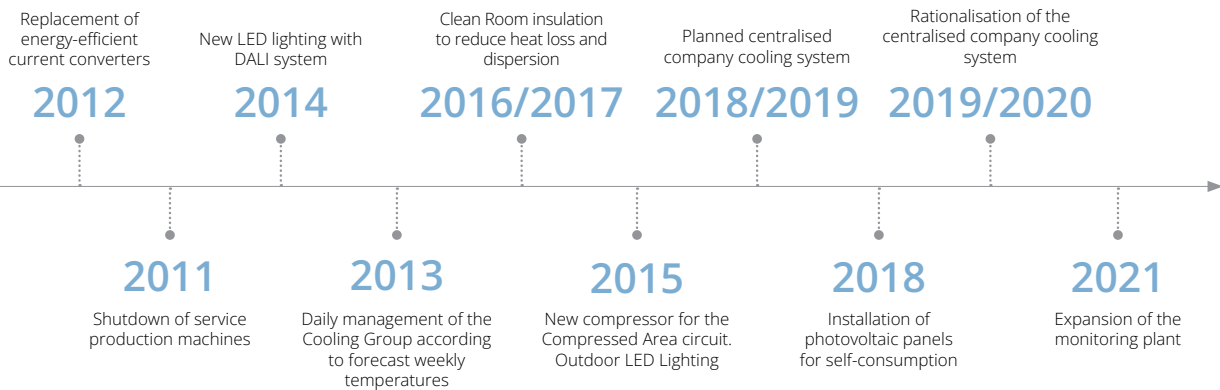 Replacement of
energy-efficient
current converters
2012
New LED lighting with
DALI system
2014
Clean Room insulation
to reduce heat loss and
dispersion
2016/2017
Planned centralised
company cooling system
2018/2019
Rationalisation of the
centralised company cooling
system
2019/2020
2011
Shutdown of service
production machines
2013
Daily management of the
Cooling Group according
to forecast weekly
temperatures
2015
New compressor for the
Compressed Area circuit.
Outdoor LED Lighting
2018
Installation of
photovoltaic panels
for self-consumption
2021
Expansion of the
monitoring plant